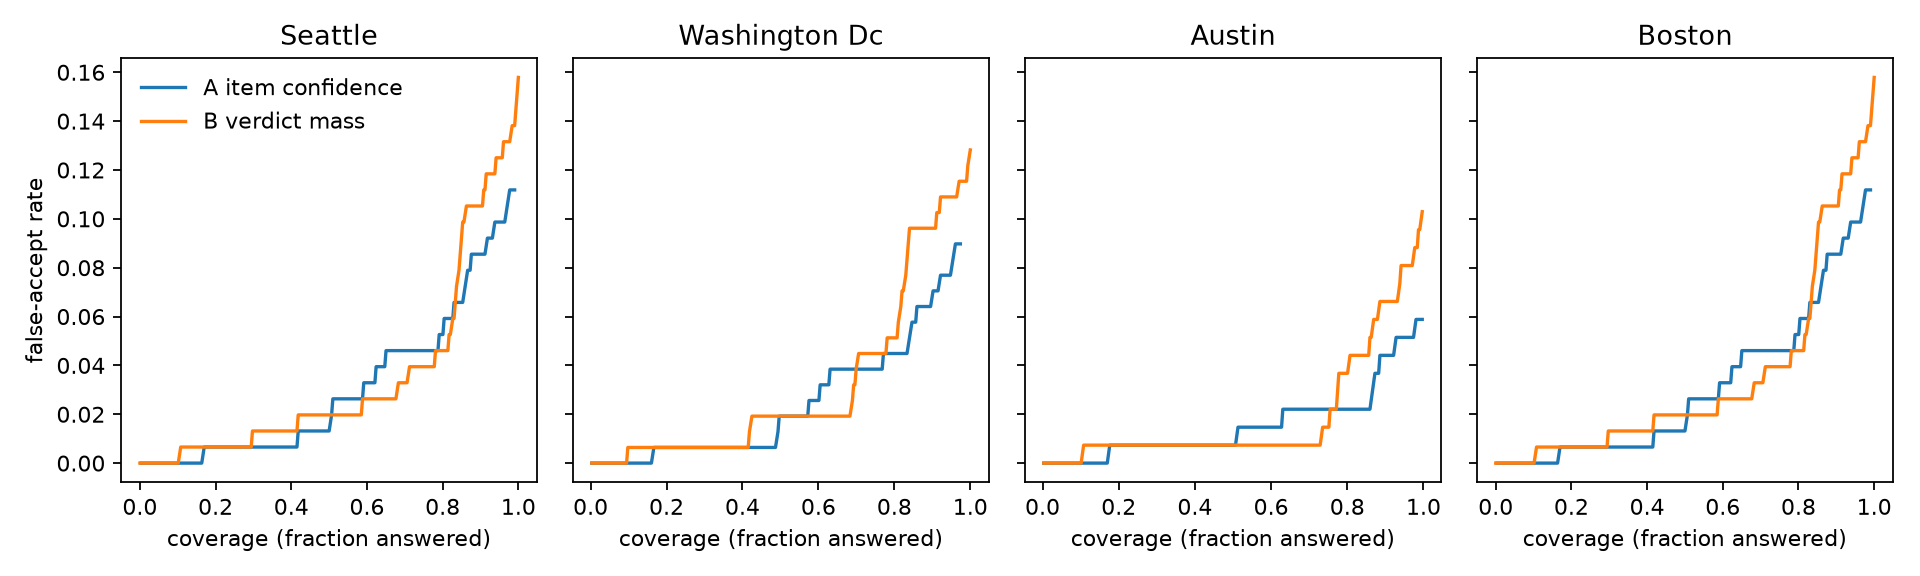 Seattle
Washington Dc
Austin
Boston
A item confidence
B verdict mass
false-accept rate
0.16
0.14
0.12
0.10
0.08
0.06
0.04
0.02
0.00
0.0 0.2 0.4 0.6 0.8 1.0
0.0 0.2 0.4 0.6 0.8 1.0
0.0 0.2 0.4 0.6 0.8 1.0
0.0 0.2 0.4 0.6 0.8 1.0
coverage (fraction answered)
coverage (fraction answered)
coverage (fraction answered)
coverage (fraction answered)